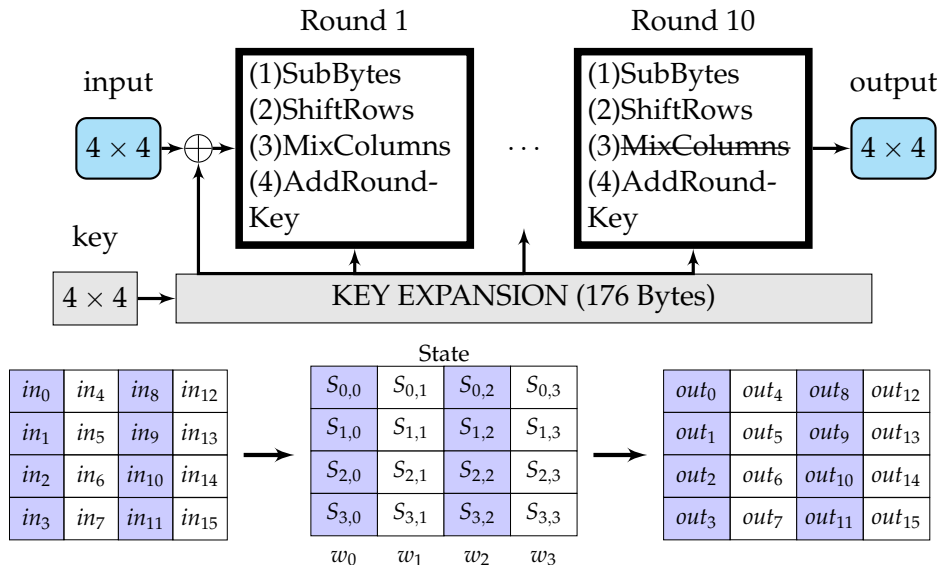 Round 1
Round 10
input
output
(1)SubBytes
(2)ShiftRows
(3)MixColumns
(4)AddRound-
Key
4 × 4
⊕
· · ·
(1)SubBytes
(2)ShiftRows
(3)MixColumns
(4)AddRound-
Key
4 × 4
key
4 × 4
KEY EXPANSION (176 Bytes)
State
in₀ in₄ in₈ in₁₂
in₁ in₅ in₉ in₁₃
in₂ in₆ in₁₀ in₁₄
in₃ in₇ in₁₁ in₁₅
S₀,₀ S₀,₁ S₀,₂ S₀,₃
S₁,₀ S₁,₁ S₁,₂ S₁,₃
S₂,₀ S₂,₁ S₂,₂ S₂,₃
S₃,₀ S₃,₁ S₃,₂ S₃,₃
w₀ w₁ w₂ w₃
out₀ out₄ out₈ out₁₂
out₁ out₅ out₉ out₁₃
out₂ out₆ out₁₀ out₁₄
out₃ out₇ out₁₁ out₁₅